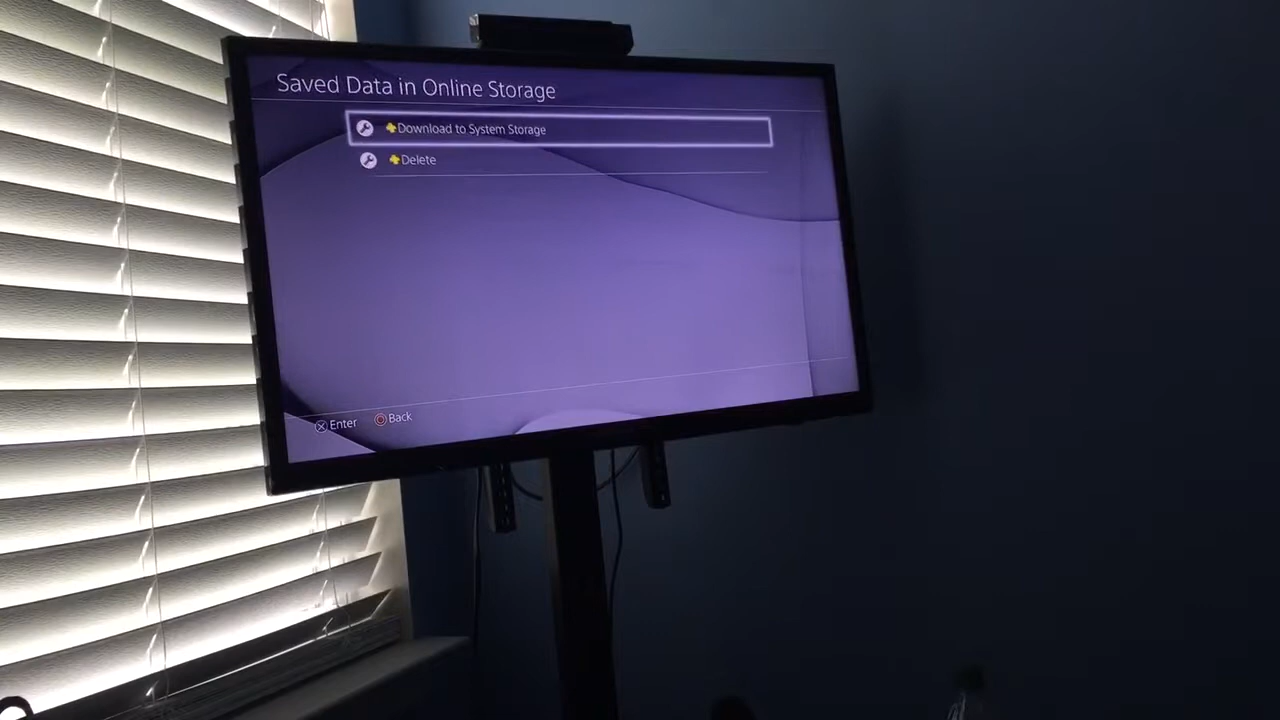 Saved Data in Online Storage
Download to System Storage
Delete
Enter
Back